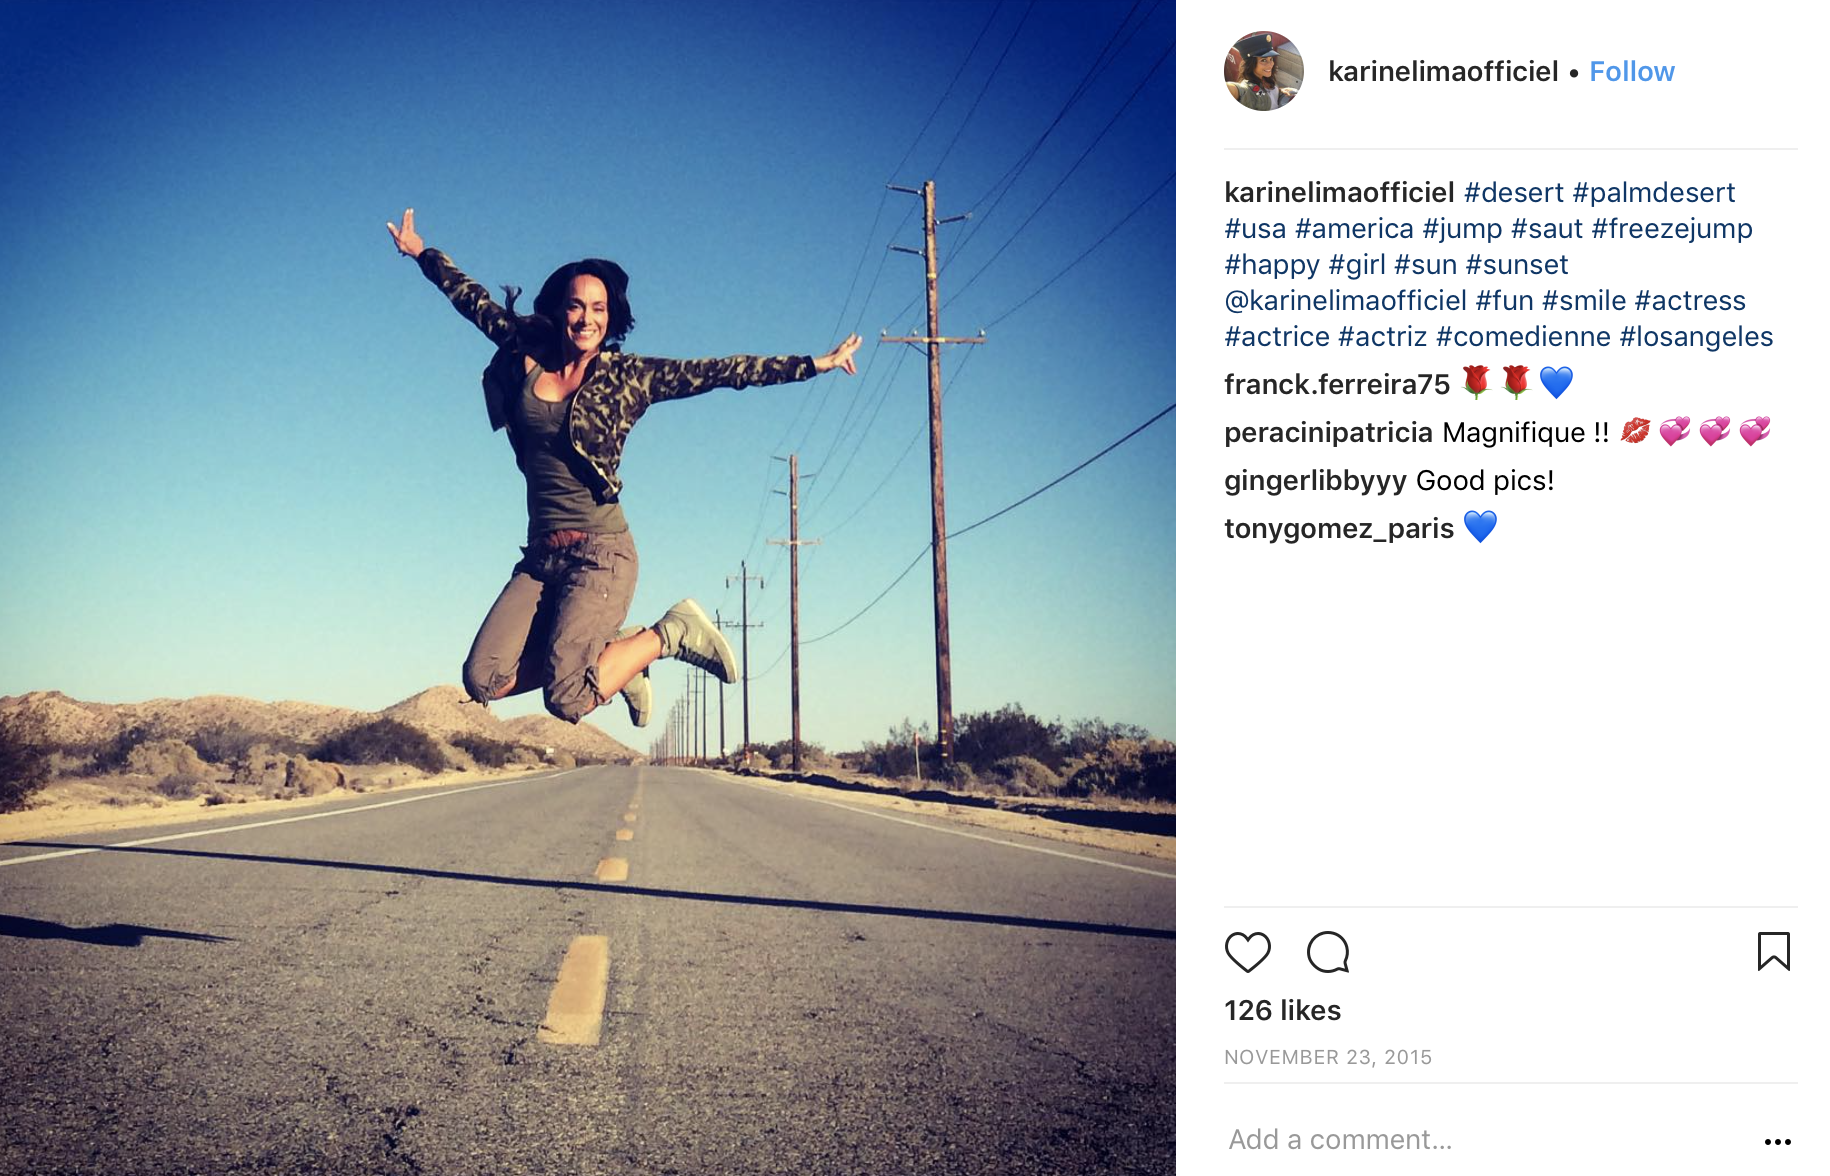 karinelimaofficiel • Follow
karinelimaofficiel #desert #palmdesert
#usa #america #jump #saut #freezejump
#happy #girl #sun #sunset
@karinelimaofficiel #fun #smile #actress
#actrice #actriz #comedienne #losangeles
franck.ferreira75 🌹🌹💙
peracinipatricia Magnifique !! 💋💞💞💞
gingerlibbyyy Good pics!
tonygomez_paris 💙
126 likes
NOVEMBER 23, 2015
Add a comment...